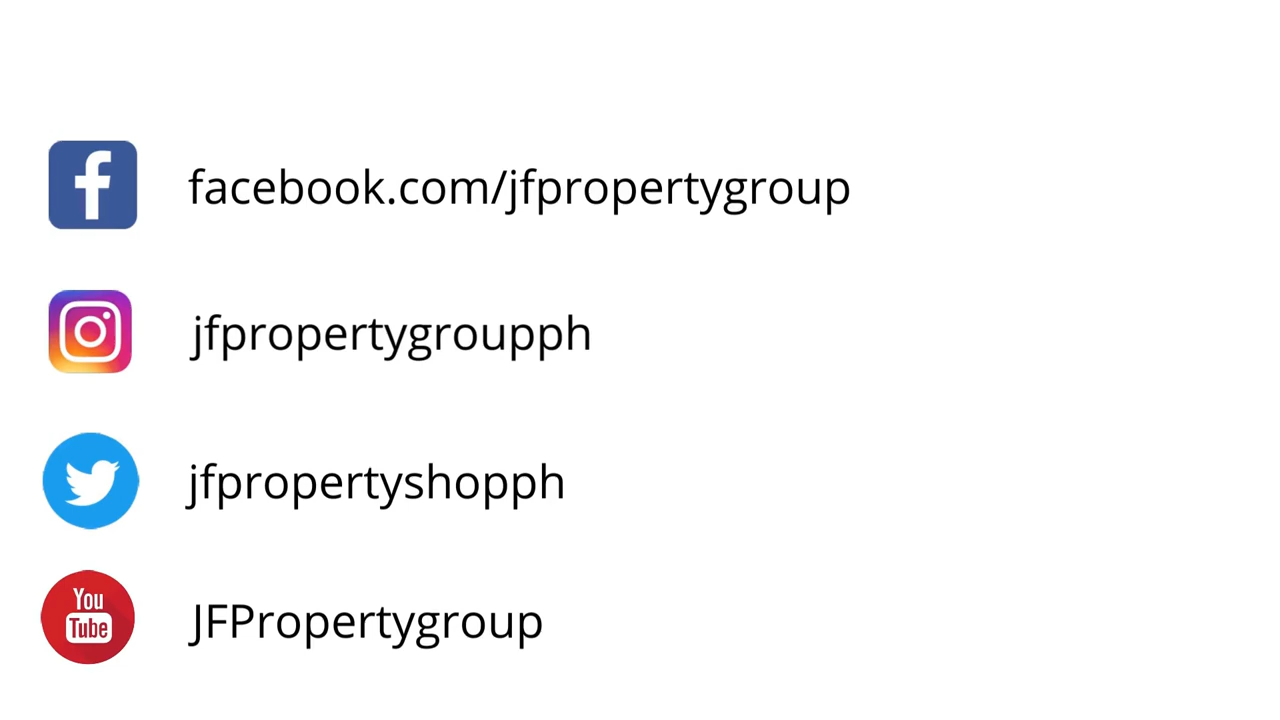 facebook.com/jfpropertygroup
jfpropertygroupph
jfpropertyshopph
You
Tube
JFPropertygroup